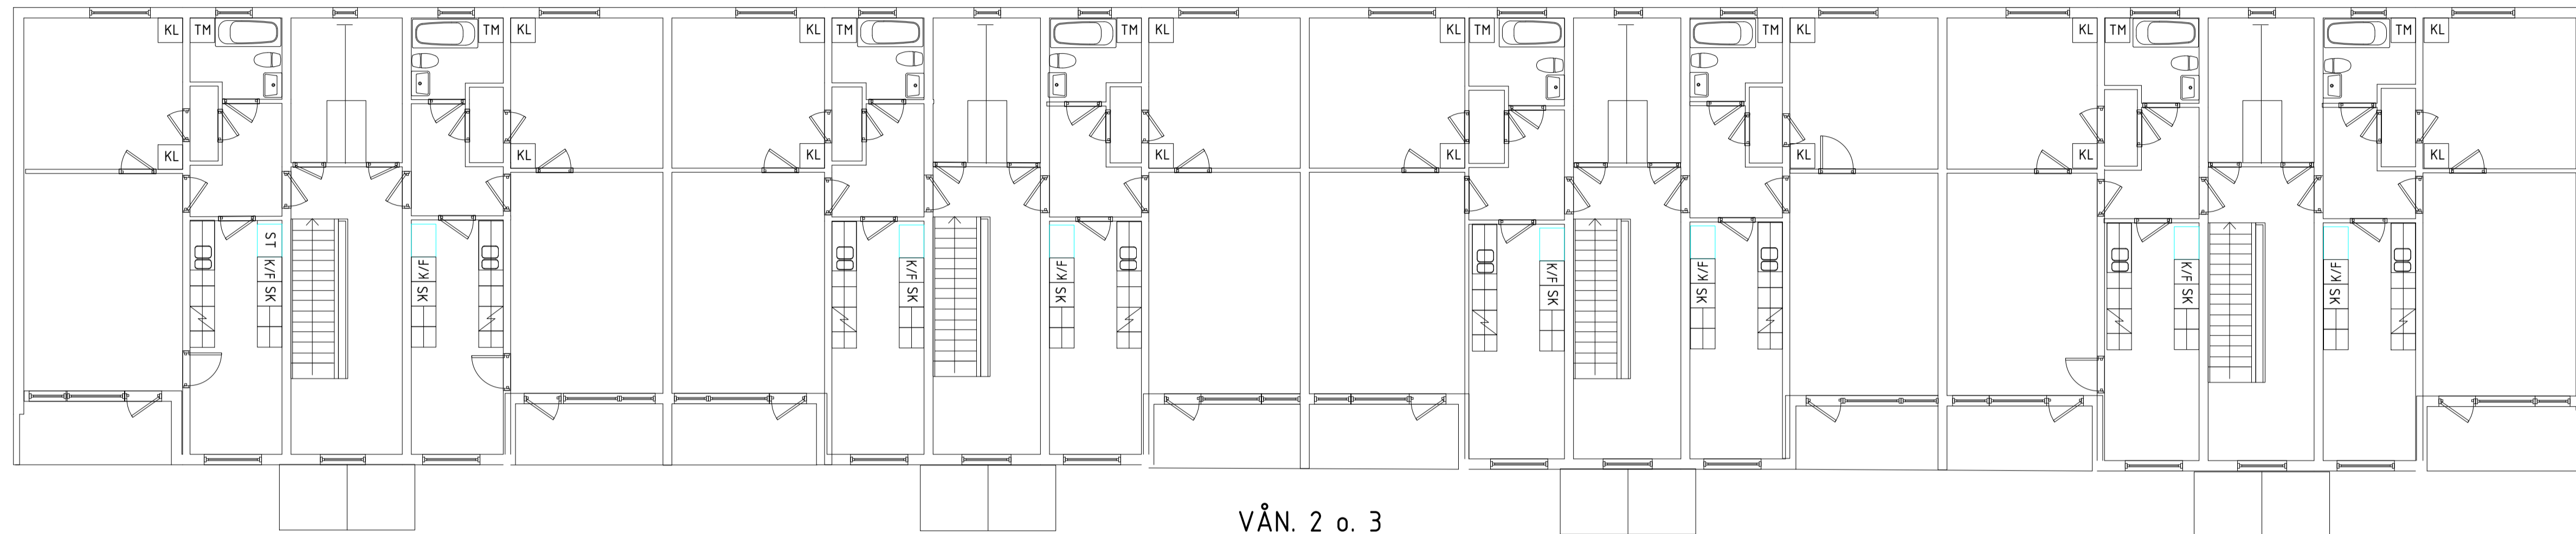 KL TM TM KL KL TM TM KL KL TM TM KL KL TM TM KL
KL KL KL KL KL KL KL KL
ST
K/F K/F K/F K/F K/F K/F K/F K/F
SK SK SK SK SK SK SK SK
VÅN. 2 o. 3